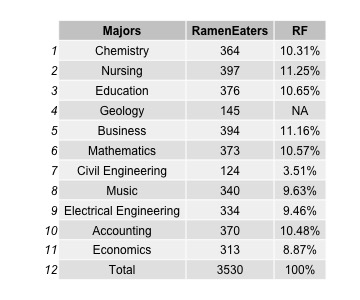 Majors RamenEaters RF
1 Chemistry 364 10.31%
2 Nursing 397 11.25%
3 Education 376 10.65%
4 Geology 145 NA
5 Business 394 11.16%
6 Mathematics 373 10.57%
7 Civil Engineering 124 3.51%
8 Music 340 9.63%
9 Electrical Engineering 334 9.46%
10 Accounting 370 10.48%
11 Economics 313 8.87%
12 Total 3530 100%